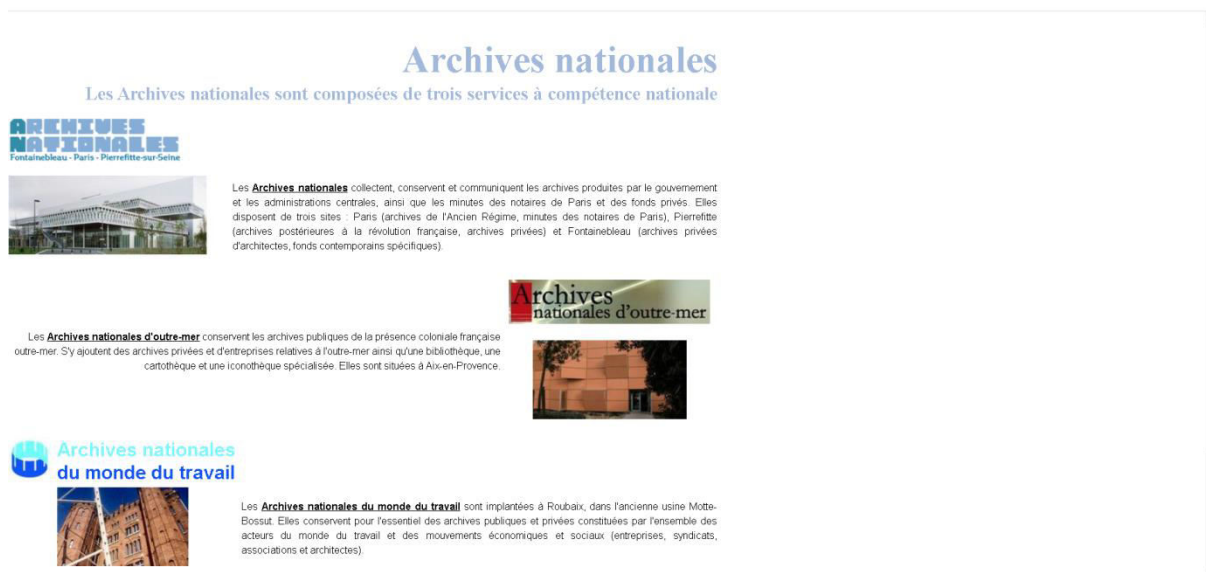 Archives nationales
Les Archives nationales sont composées de trois services à compétence nationale
ARCHIVES
NATIONALES
Fontainebleau - Paris - Pierrefitte-sur-Seine
Les Archives nationales collectent, conservent et communiquent les archives produites par le gouvernement
et les administrations centrales, ainsi que les minutes des notaires de Paris et des fonds privés. Elles
disposent de trois sites : Paris (archives de l'Ancien Régime, minutes des notaires de Paris), Pierrefitte
(archives postérieures à la révolution française, archives privées) et Fontainebleau (archives privées
d'architectes, fonds contemporains spécifiques).
Archives
nationales d'outre-mer
Les Archives nationales d'outre-mer conservent les archives publiques de la présence coloniale française
outre-mer. S'y ajoutent des archives privées et d'entreprises relatives à l'outre-mer ainsi qu'une bibliothèque, une
cartothèque et une iconothèque spécialisée. Elles sont situées à Aix-en-Provence.
Archives nationales
du monde du travail
Les Archives nationales du monde du travail sont implantées à Roubaix, dans l'ancienne usine Motte-
Bossut. Elles conservent pour l'essentiel des archives publiques et privées constituées par l'ensemble des
acteurs du monde du travail et des mouvements économiques et sociaux (entreprises, syndicats,
associations et architectes).